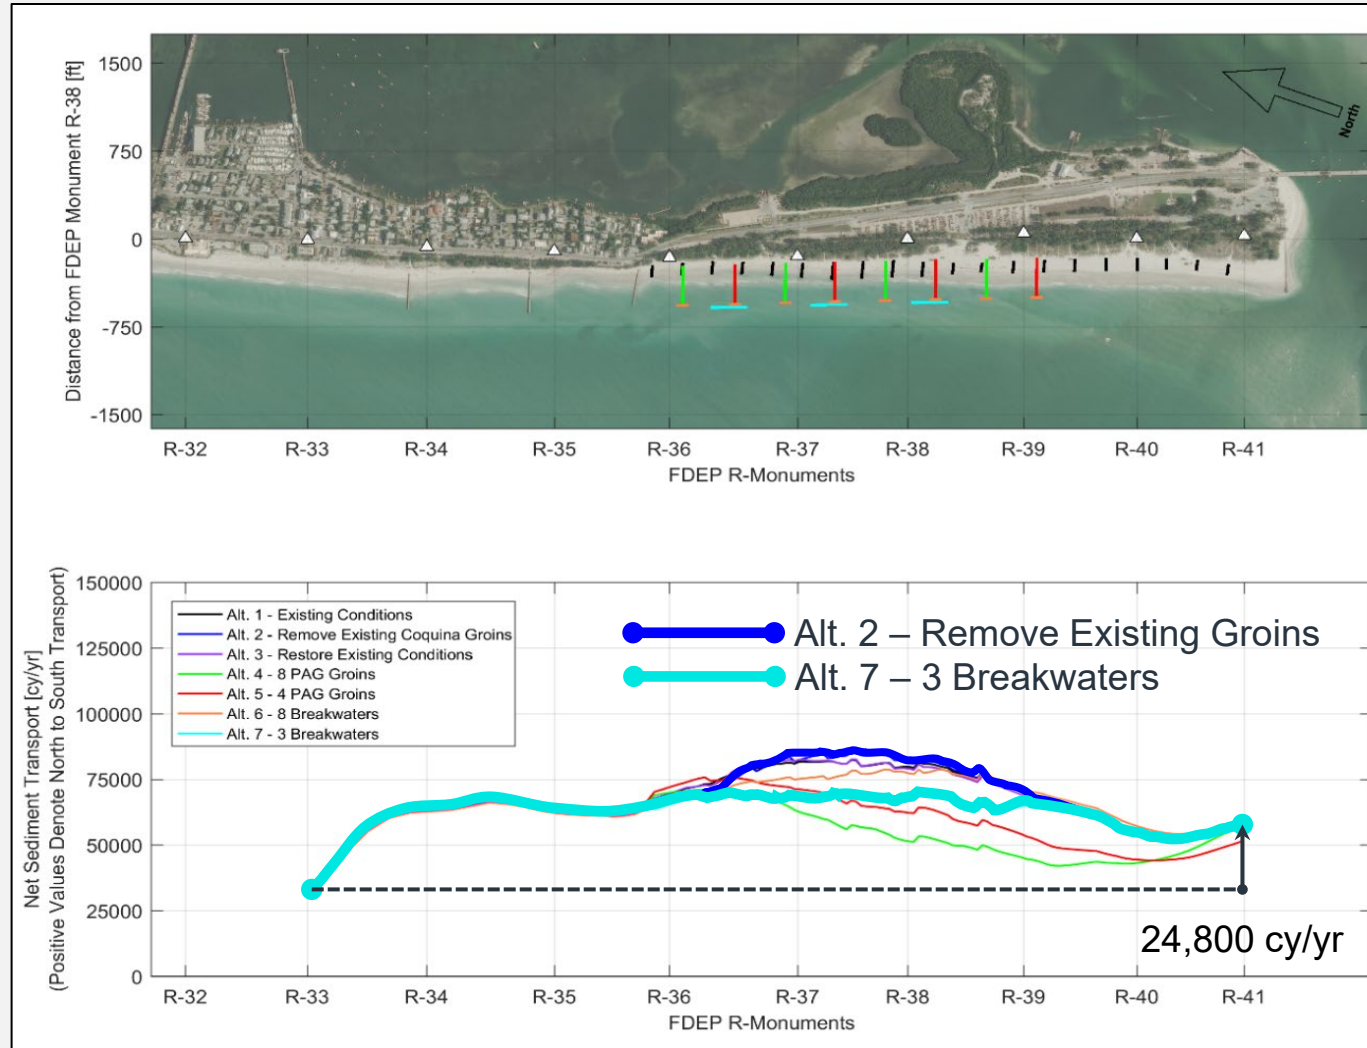 Distance from FDEP Monument R-38 [ft]
1500
750
0
-750
-1500
North
R-32 R-33 R-34 R-35 R-36 R-37 R-38 R-39 R-40 R-41
FDEP R-Monuments
Net Sediment Transport [cy/yr]
(Positive Values Denote North to South Transport)
150000
125000
100000
75000
50000
25000
0
Alt. 1 - Existing Conditions
Alt. 2 - Remove Existing Coquina Groins
Alt. 3 - Restore Existing Conditions
Alt. 4 - 8 PAG Groins
Alt. 5 - 4 PAG Groins
Alt. 6 - 8 Breakwaters
Alt. 7 - 3 Breakwaters
Alt. 2 – Remove Existing Groins
Alt. 7 – 3 Breakwaters
24,800 cy/yr
R-32 R-33 R-34 R-35 R-36 R-37 R-38 R-39 R-40 R-41
FDEP R-Monuments